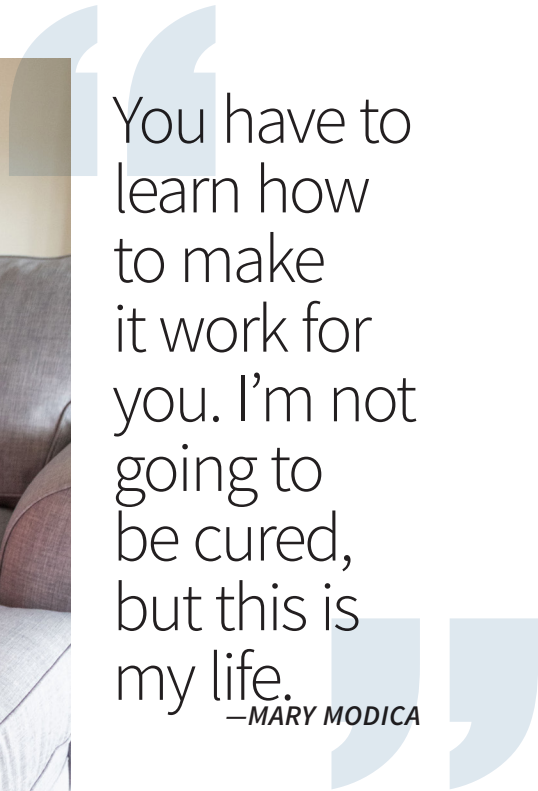 You have to
learn how
to make
it work for
you. I’m not
going to
be cured,
but this is
my life.
—MARY MODICA